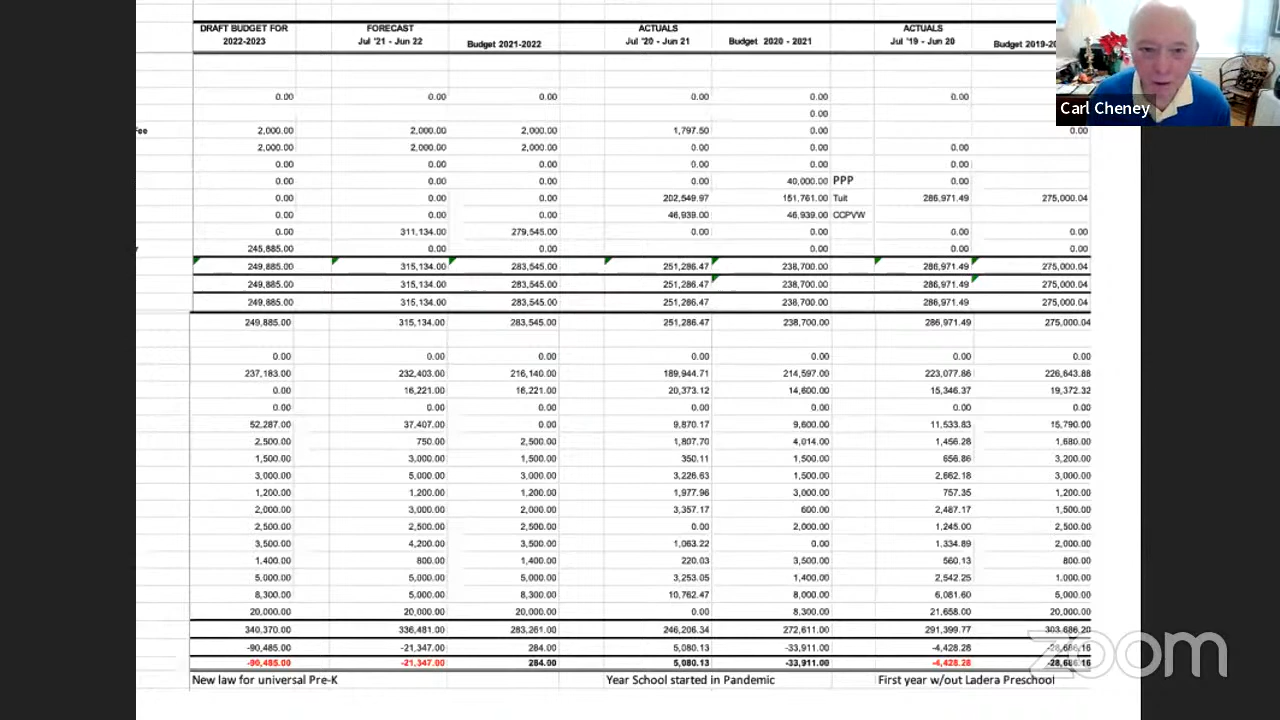 DRAFT BUDGET FOR FORECAST ACTUALS ACTUALS
2022-2023 Jul '21 - Jun 22 Budget 2021-2022 Jul '20 - Jun 21 Budget 2020 - 2021 Jul '19 - Jun 20 Budget 2019-20
0.00 0.00 0.00 0.00 0.00 0.00
0.00
Fee 2,000.00 2,000.00 2,000.00 1,797.50 0.00 0.00
2,000.00 2,000.00 2,000.00 0.00 0.00 0.00
0.00 0.00 0.00 0.00 0.00 0.00
0.00 0.00 0.00 0.00 40,000.00 PPP 0.00
0.00 0.00 0.00 202,549.97 151,761.00 Tuit 286,971.49 275,000.04
0.00 0.00 0.00 46,939.00 46,939.00 CCPVW
0.00 311,134.00 279,545.00 0.00 0.00 0.00 0.00
245,885.00 0.00 0.00 0.00 0.00 0.00
249,885.00 315,134.00 283,545.00 251,286.47 238,700.00 286,971.49 275,000.04
249,885.00 315,134.00 283,545.00 251,286.47 238,700.00 286,971.49 275,000.04
249,885.00 315,134.00 283,545.00 251,286.47 238,700.00 286,971.49 275,000.04
249,885.00 315,134.00 283,545.00 251,286.47 238,700.00 286,971.49 275,000.04
0.00 0.00 0.00 0.00 0.00 0.00 0.00
237,183.00 232,403.00 216,140.00 189,944.71 214,597.00 223,077.86 226,643.88
0.00 16,221.00 16,221.00 20,373.12 14,600.00 15,346.37 19,372.32
0.00 0.00 0.00 0.00 0.00 0.00 0.00
52,287.00 37,407.00 0.00 9,870.17 9,600.00 11,533.83 15,790.00
2,500.00 750.00 2,500.00 1,807.70 4,014.00 1,456.28 1,680.00
1,500.00 3,000.00 1,500.00 350.11 1,500.00 656.86 3,200.00
3,000.00 5,000.00 3,000.00 3,226.63 1,500.00 2,662.18 3,000.00
1,200.00 1,200.00 1,200.00 1,977.96 3,000.00 757.35 1,200.00
2,000.00 3,000.00 2,000.00 3,357.17 600.00 2,487.17 1,500.00
2,500.00 2,500.00 2,500.00 0.00 2,000.00 1,245.00 2,500.00
3,500.00 4,200.00 3,500.00 1,063.22 0.00 1,334.89 2,000.00
1,400.00 800.00 1,400.00 220.03 3,500.00 560.13 800.00
5,000.00 5,000.00 5,000.00 3,253.05 1,400.00 2,542.25 1,000.00
8,300.00 5,000.00 8,300.00 10,762.47 8,000.00 6,081.60 5,000.00
20,000.00 20,000.00 20,000.00 0.00 8,300.00 21,658.00 20,000.00
340,370.00 336,481.00 283,261.00 246,206.34 272,611.00 291,399.77 303,686.20
-90,485.00 -21,347.00 284.00 5,080.13 -33,911.00 -4,428.28 -28,686.16
-90,485.00 -21,347.00 284.00 5,080.13 -33,911.00 -4,428.28 -28,686.16
New law for universal Pre-K Year School started in Pandemic First year w/out Ladera Preschool
Carl Cheney
zoom